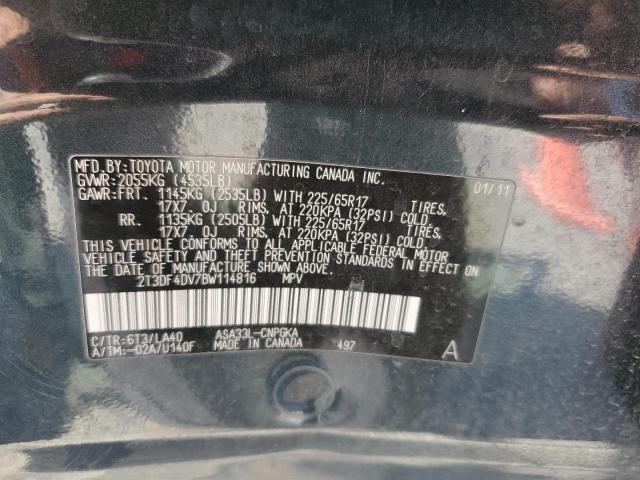 MFD.BY:TOYOTA MOTOR MANUFACTURING CANADA INC.
GVWR:2055KG (4535LB) 01/11
GAWR:FRT. 1145KG (2535LB) WITH 225/65R17 TIRES,
17X7. 0J RIMS, AT 220KPA (32PSI) COLD.
RR. 1135KG (2505LB) WITH 225/65R17 TIRES,
17X7. 0J RIMS, AT 220KPA (32PSI) COLD.
THIS VEHICLE CONFORMS TO ALL APPLICABLE FEDERAL MOTOR
VEHICLE SAFETY AND THEFT PREVENTION STANDARDS IN EFFECT
ON THE DATE OF MANUFACTURE SHOWN ABOVE.
2T3DF4DV7BW114816 MPV
C/TR:6T3/LA40 ASA33L-CNPGKA
A/TM:-02A/U140F MADE IN CANADA 497 A